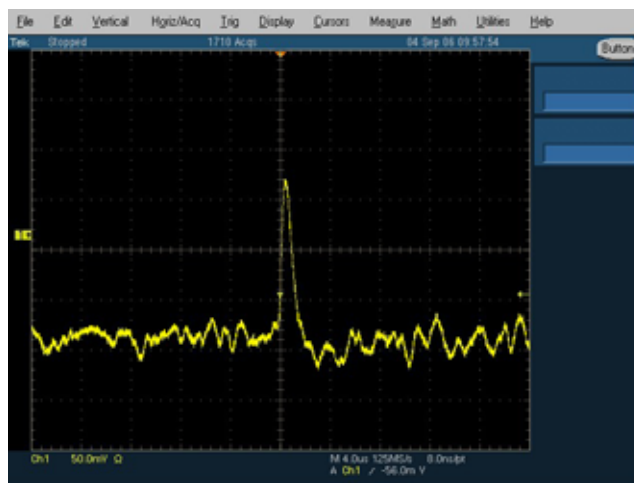 File Edit Vertical Horiz/Acq Trig Display Cursors Measure Math Utilities Help
Tek Stopped 1710 Acqs 04 Sep 06 09:57:54 Button
Ch1 50.0mV Ω M 4.0us 125MS/s 8.0ns/pt
A Ch1 / -56.0m V